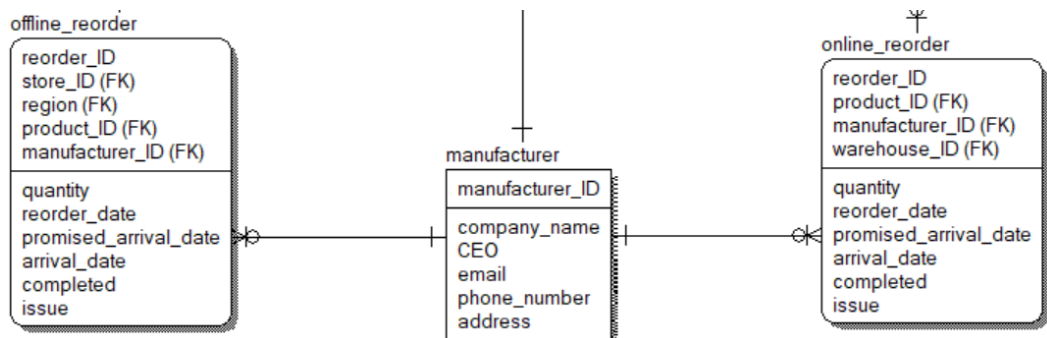 offline_reorder
reorder_ID
store_ID (FK)
region (FK)
product_ID (FK)
manufacturer_ID (FK)
quantity
reorder_date
promised_arrival_date
arrival_date
completed
issue
manufacturer
manufacturer_ID
company_name
CEO
email
phone_number
address
online_reorder
reorder_ID
product_ID (FK)
manufacturer_ID (FK)
warehouse_ID (FK)
quantity
reorder_date
promised_arrival_date
arrival_date
completed
issue